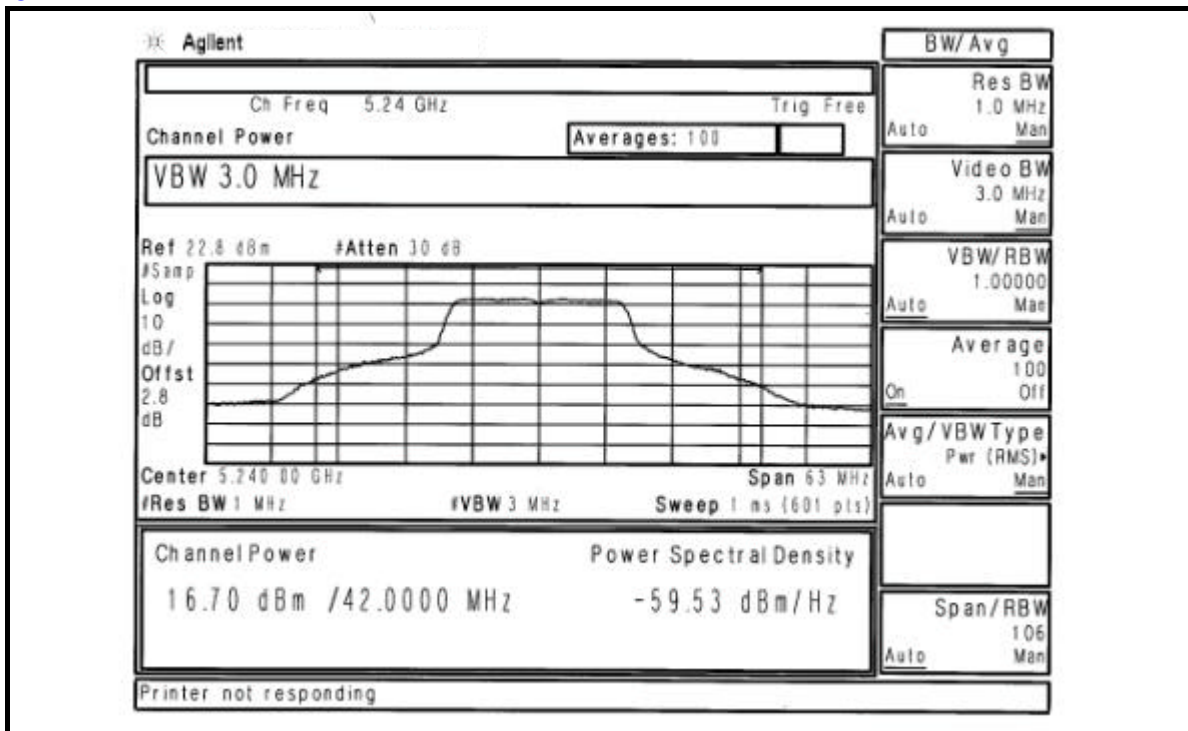 Agilent
BW/Avg
Ch Freq 5.24 GHz
Trig Free
Channel Power
Averages: 100
VBW 3.0 MHz
Ref 22.8 dBm #Atten 30 dB
#Samp
Log
10
dB/
Offst
2.8
dB
Center 5.240 00 GHz
Span 63 MHz
#Res BW 1 MHz
#VBW 3 MHz
Sweep 1 ms (601 pts)
Channel Power
Power Spectral Density
16.70 dBm /42.0000 MHz
-59.53 dBm/Hz
Printer not responding
Res BW
1.0 MHz
Auto Man
Video BW
3.0 MHz
Auto Man
VBW/RBW
1.00000
Auto Man
Average
100
On Off
Avg/VBW Type
Pwr (RMS)▸
Auto Man
Span/RBW
106
Auto Man